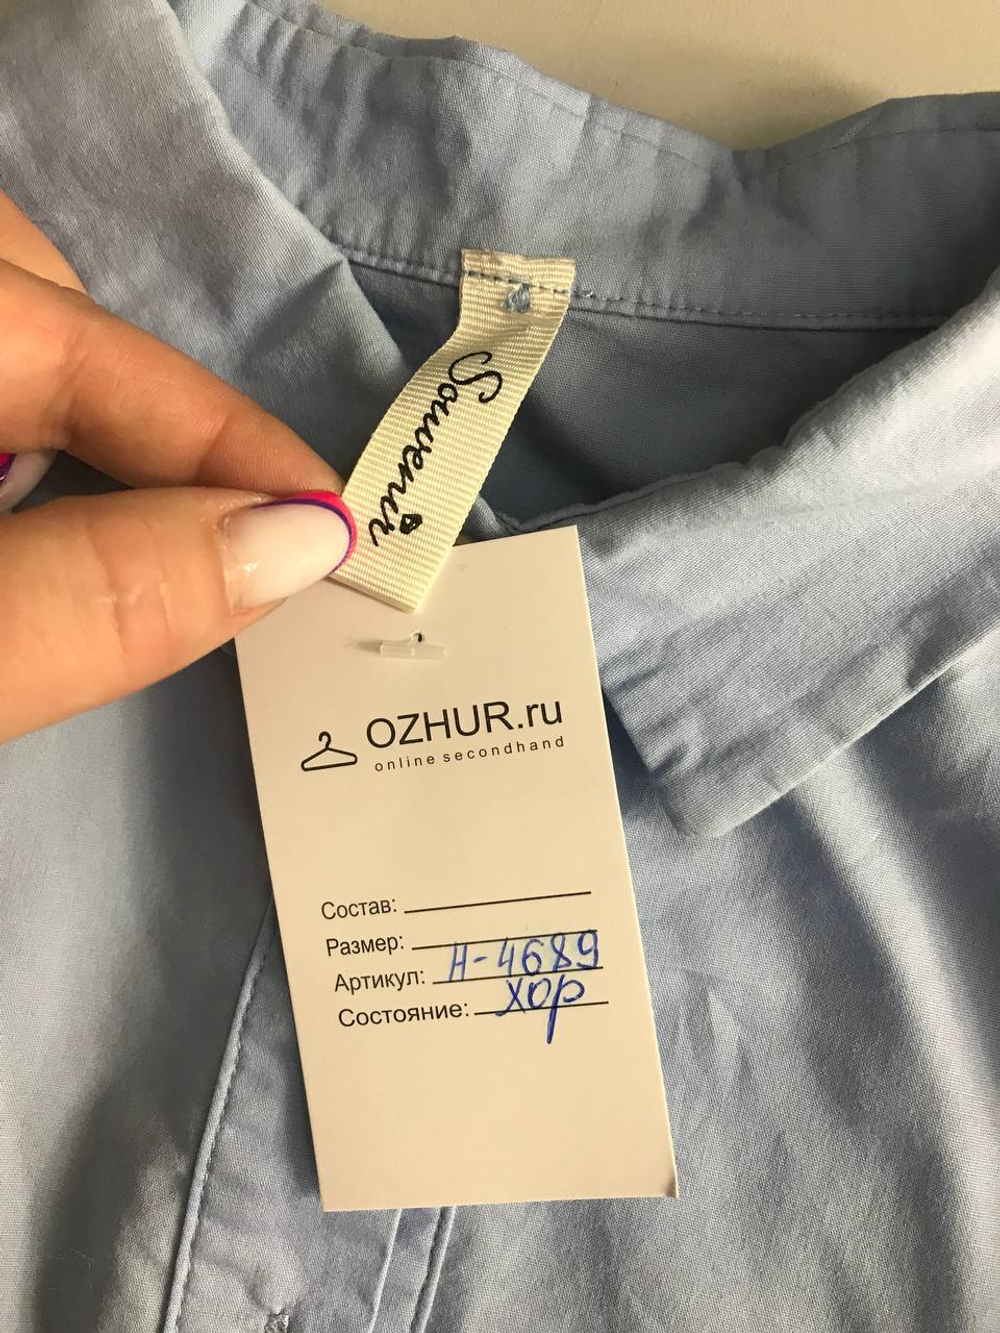 Souvenir
OZHUR.ru
online secondhand
Состав:
Размер:
Артикул: Н-4689
Состояние: хор